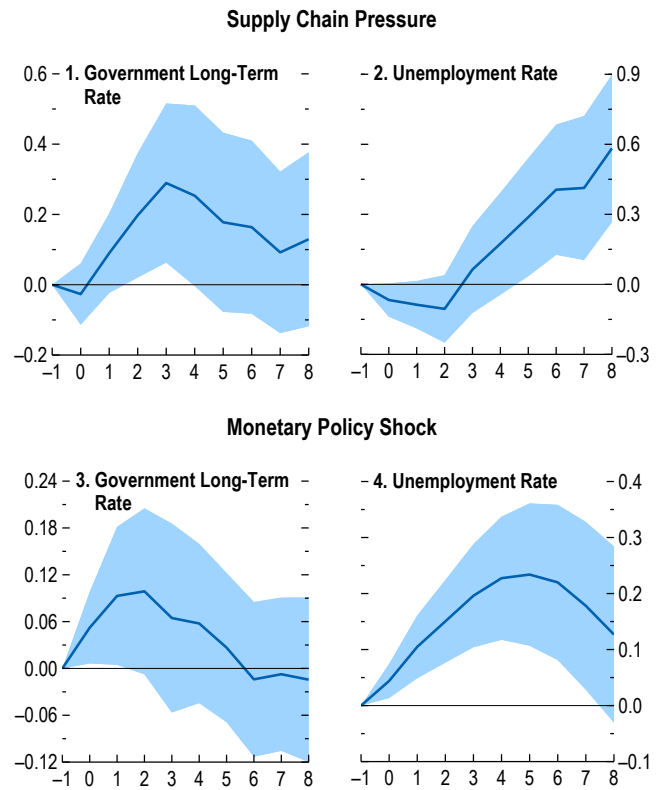 Supply Chain Pressure
1. Government Long-Term
Rate
0.6
0.4
0.2
0.0
–0.2
–1 0 1 2 3 4 5 6 7 8
2. Unemployment Rate
0.9
0.6
0.3
0.0
–0.3
–1 0 1 2 3 4 5 6 7 8
Monetary Policy Shock
3. Government Long-Term
Rate
0.24
0.18
0.12
0.06
0.00
–0.06
–0.12
–1 0 1 2 3 4 5 6 7 8
4. Unemployment Rate
0.4
0.3
0.2
0.1
0.0
–0.1
–1 0 1 2 3 4 5 6 7 8